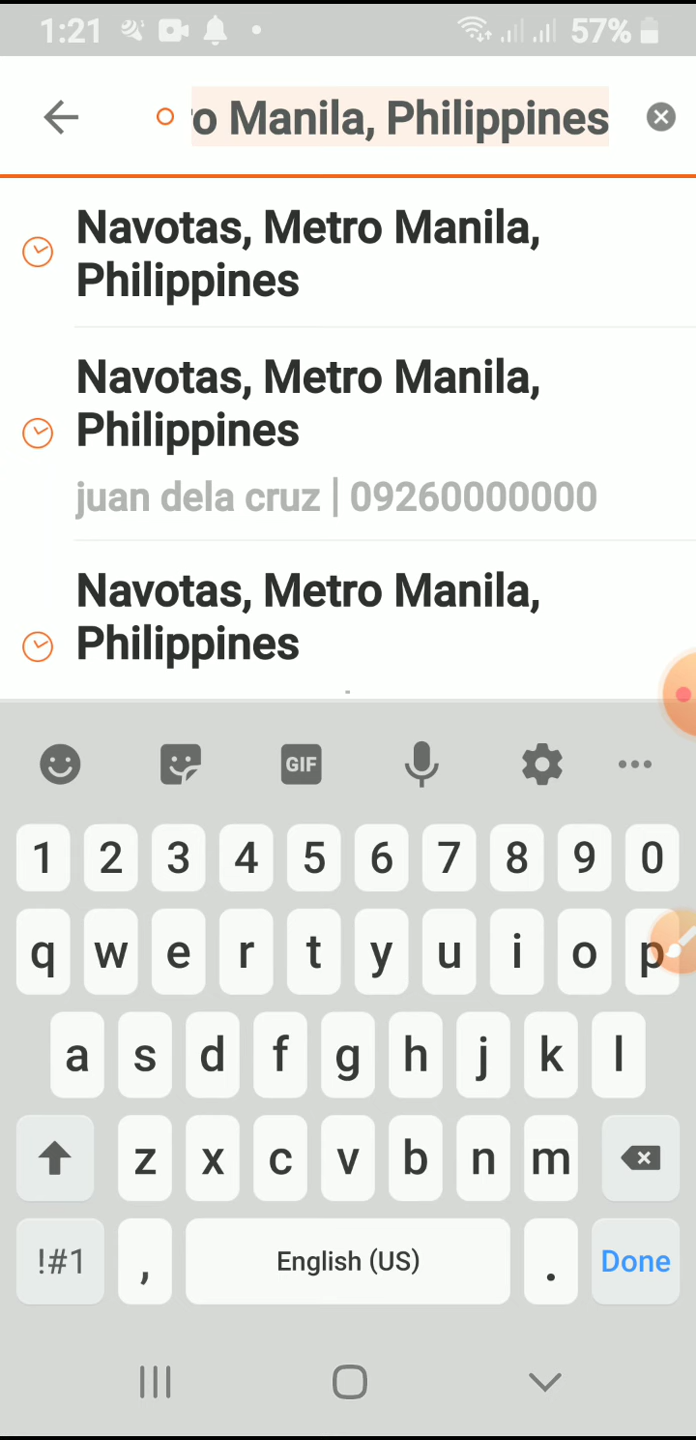 1:21 57%
o Manila, Philippines
Navotas, Metro Manila,
Philippines
Navotas, Metro Manila,
Philippines
juan dela cruz | 09260000000
Navotas, Metro Manila,
Philippines
GIF
1 2 3 4 5 6 7 8 9 0
q w e r t y u i o p
a s d f g h j k l
z x c v b n m
!#1 , English (US) . Done